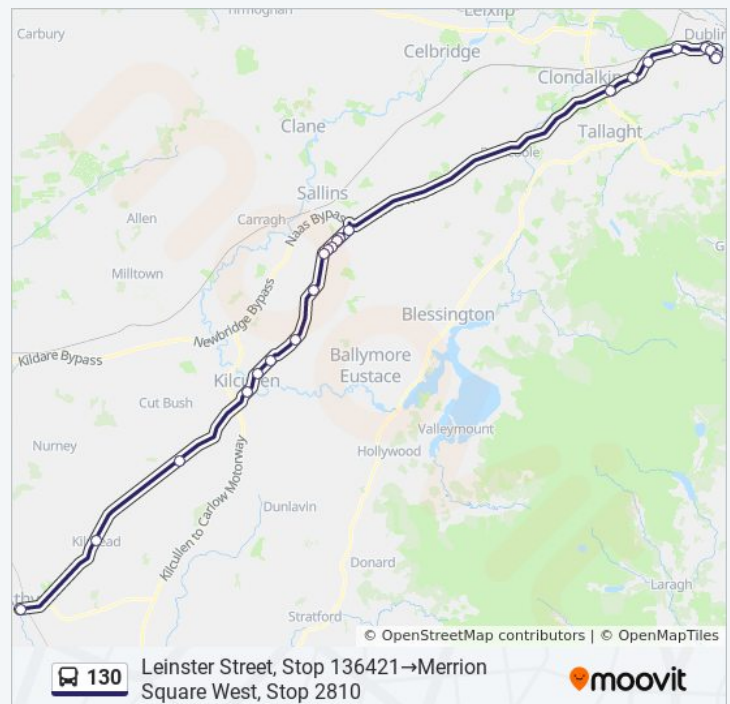 Carbury
Leixlip
Dublin
Celbridge
Clondalkin
Clane
Tallaght
Sallins
Allen
Carragh
Naas Bypass
Milltown
Newbridge Bypass
Blessington
Kildare Bypass
Ballymore
Eustace
Kilcullen
Cut Bush
Valleymount
Nurney
Hollywood
Kilcullen to Carlow Motorway
Dunlavin
Donard
Laragh
thy
Stratford
© OpenStreetMap contributors | © OpenMapTiles
130
Leinster Street, Stop 136421→Merrion
Square West, Stop 2810
moovit